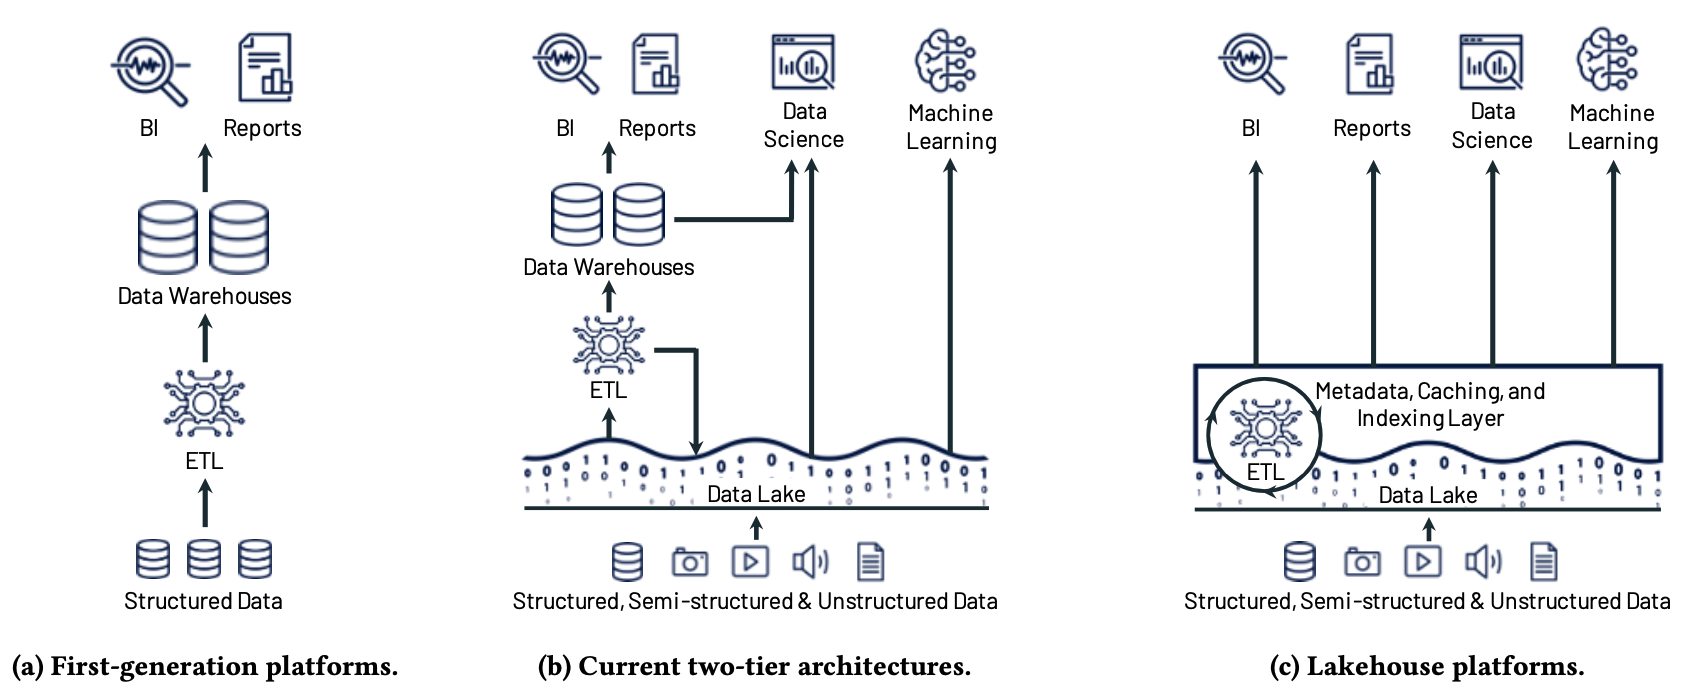 BI
Reports
Data Warehouses
ETL
Structured Data
(a) First-generation platforms.
BI
Reports
Data
Science
Machine
Learning
Data Warehouses
ETL
Data Lake
Structured, Semi-structured & Unstructured Data
(b) Current two-tier architectures.
BI
Reports
Data
Science
Machine
Learning
Metadata, Caching, and
Indexing Layer
ETL
Data Lake
Structured, Semi-structured & Unstructured Data
(c) Lakehouse platforms.